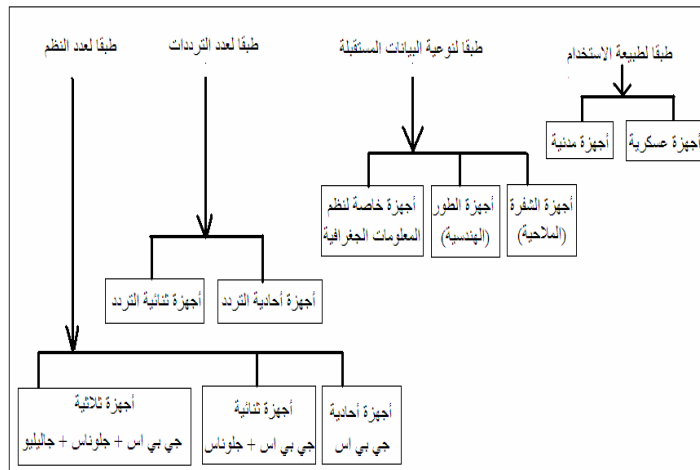 طبقا لطبيعة الاستخدام
طبقا لنوعية البيانات المستقبلة
طبقا لعدد الترددات
طبقا لعدد النظم
أجهزة عسكرية
أجهزة مدنية
أجهزة الشفرة
(الملاحية)
أجهزة الطور
(الهندسية)
أجهزة خاصة لنظم
المعلومات الجغرافية
أجهزة أحادية التردد
أجهزة ثنائية التردد
أجهزة أحادية
جي بي اس
أجهزة ثنائية
جي بي اس + جلوناس
أجهزة ثلاثية
جي بي اس + جلوناس + جاليليو